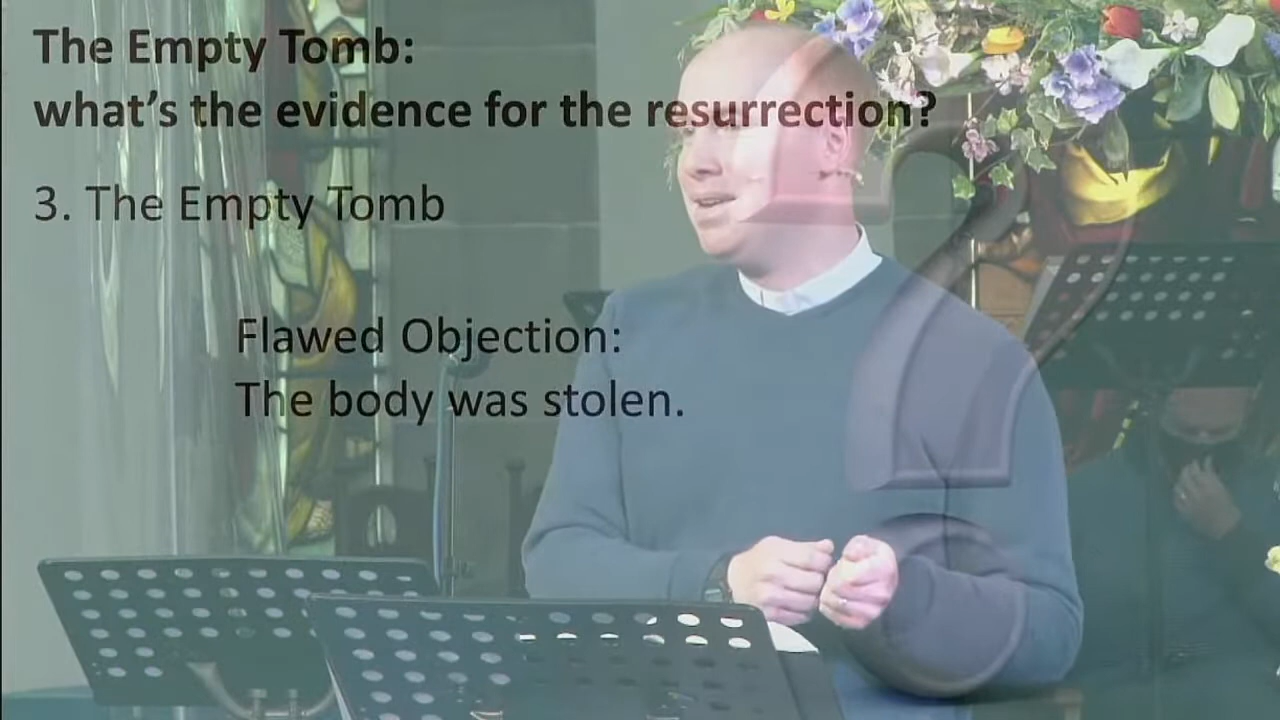 The Empty Tomb:
what's the evidence for the resurrection?
3. The Empty Tomb
Flawed Objection:
The body was stolen.